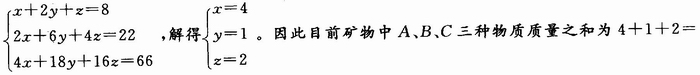 x+2y+z=8
2x+6y+4z=22 ,解得 x=4 y=1 z=2 。因此目前矿物中 A、B、C 三种物质质量之和为 4+1+2=
4x+18y+16z=66